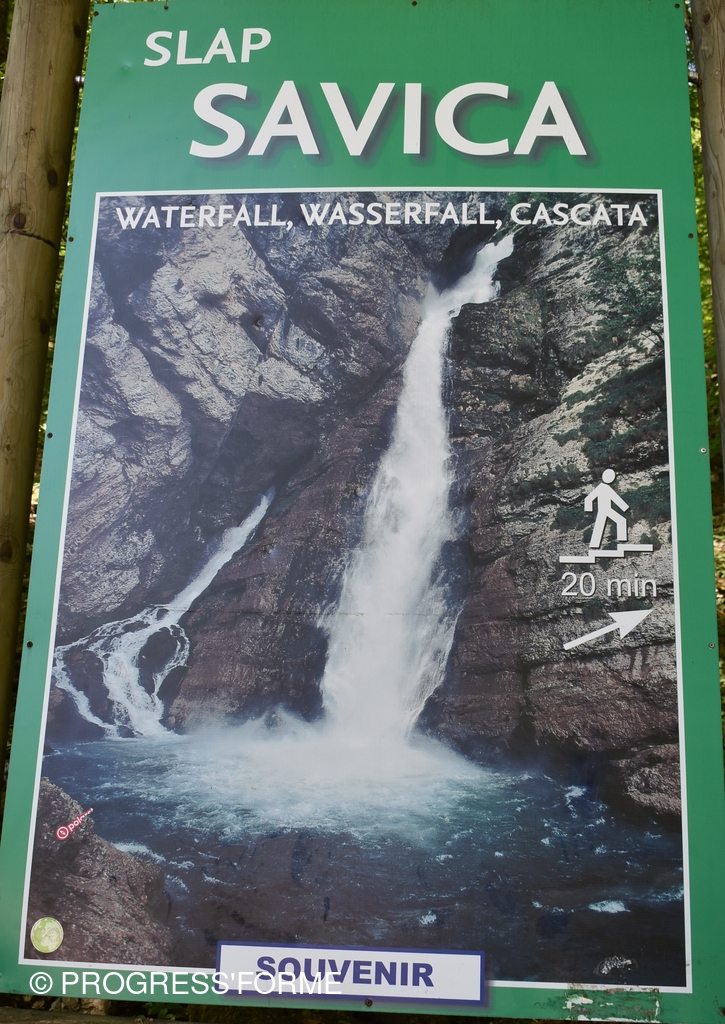 SLAP
SAVICA
WATERFALL, WASSERFALL, CASCATA
20 min
SOUVENIR
© PROGRESS'FORME